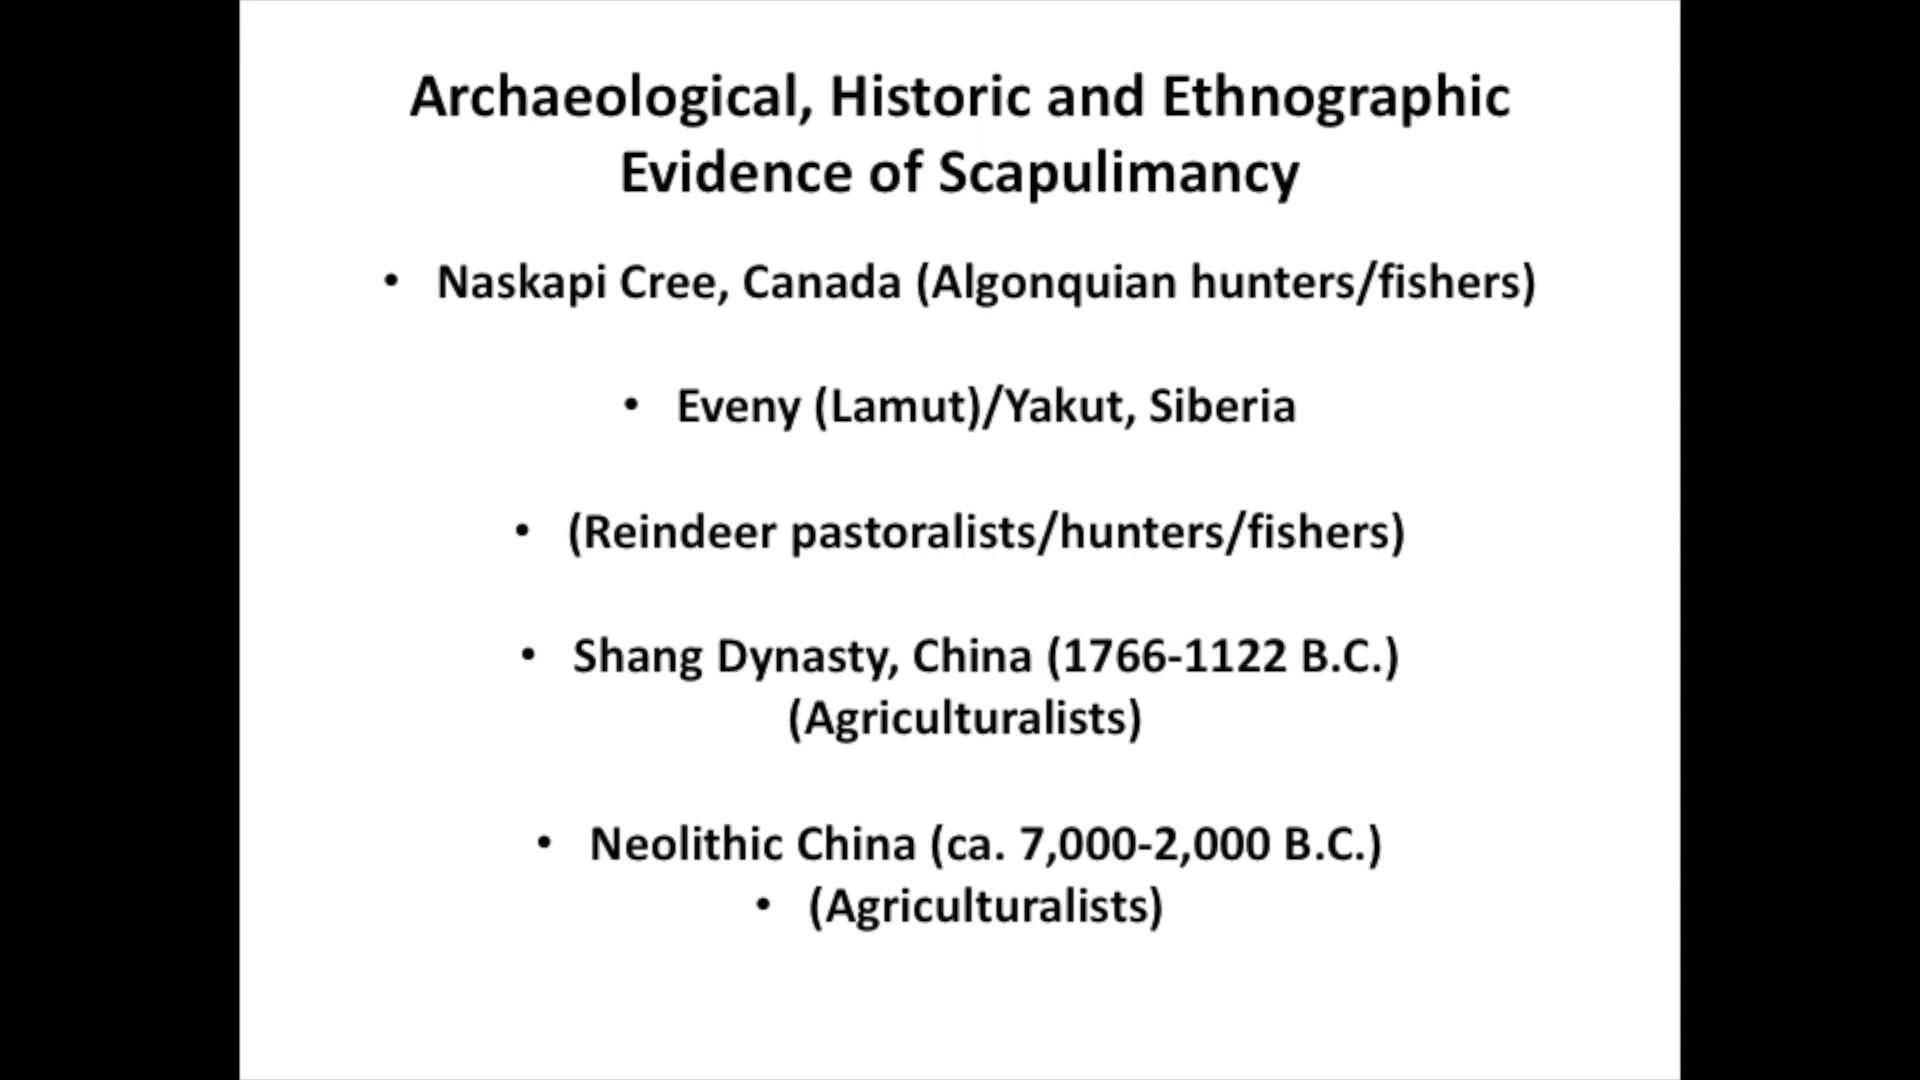 Archaeological, Historic and Ethnographic
Evidence of Scapulimancy
• Naskapi Cree, Canada (Algonquian hunters/fishers)
• Eveny (Lamut)/Yakut, Siberia
• (Reindeer pastoralists/hunters/fishers)
• Shang Dynasty, China (1766-1122 B.C.)
(Agriculturalists)
• Neolithic China (ca. 7,000-2,000 B.C.)
• (Agriculturalists)